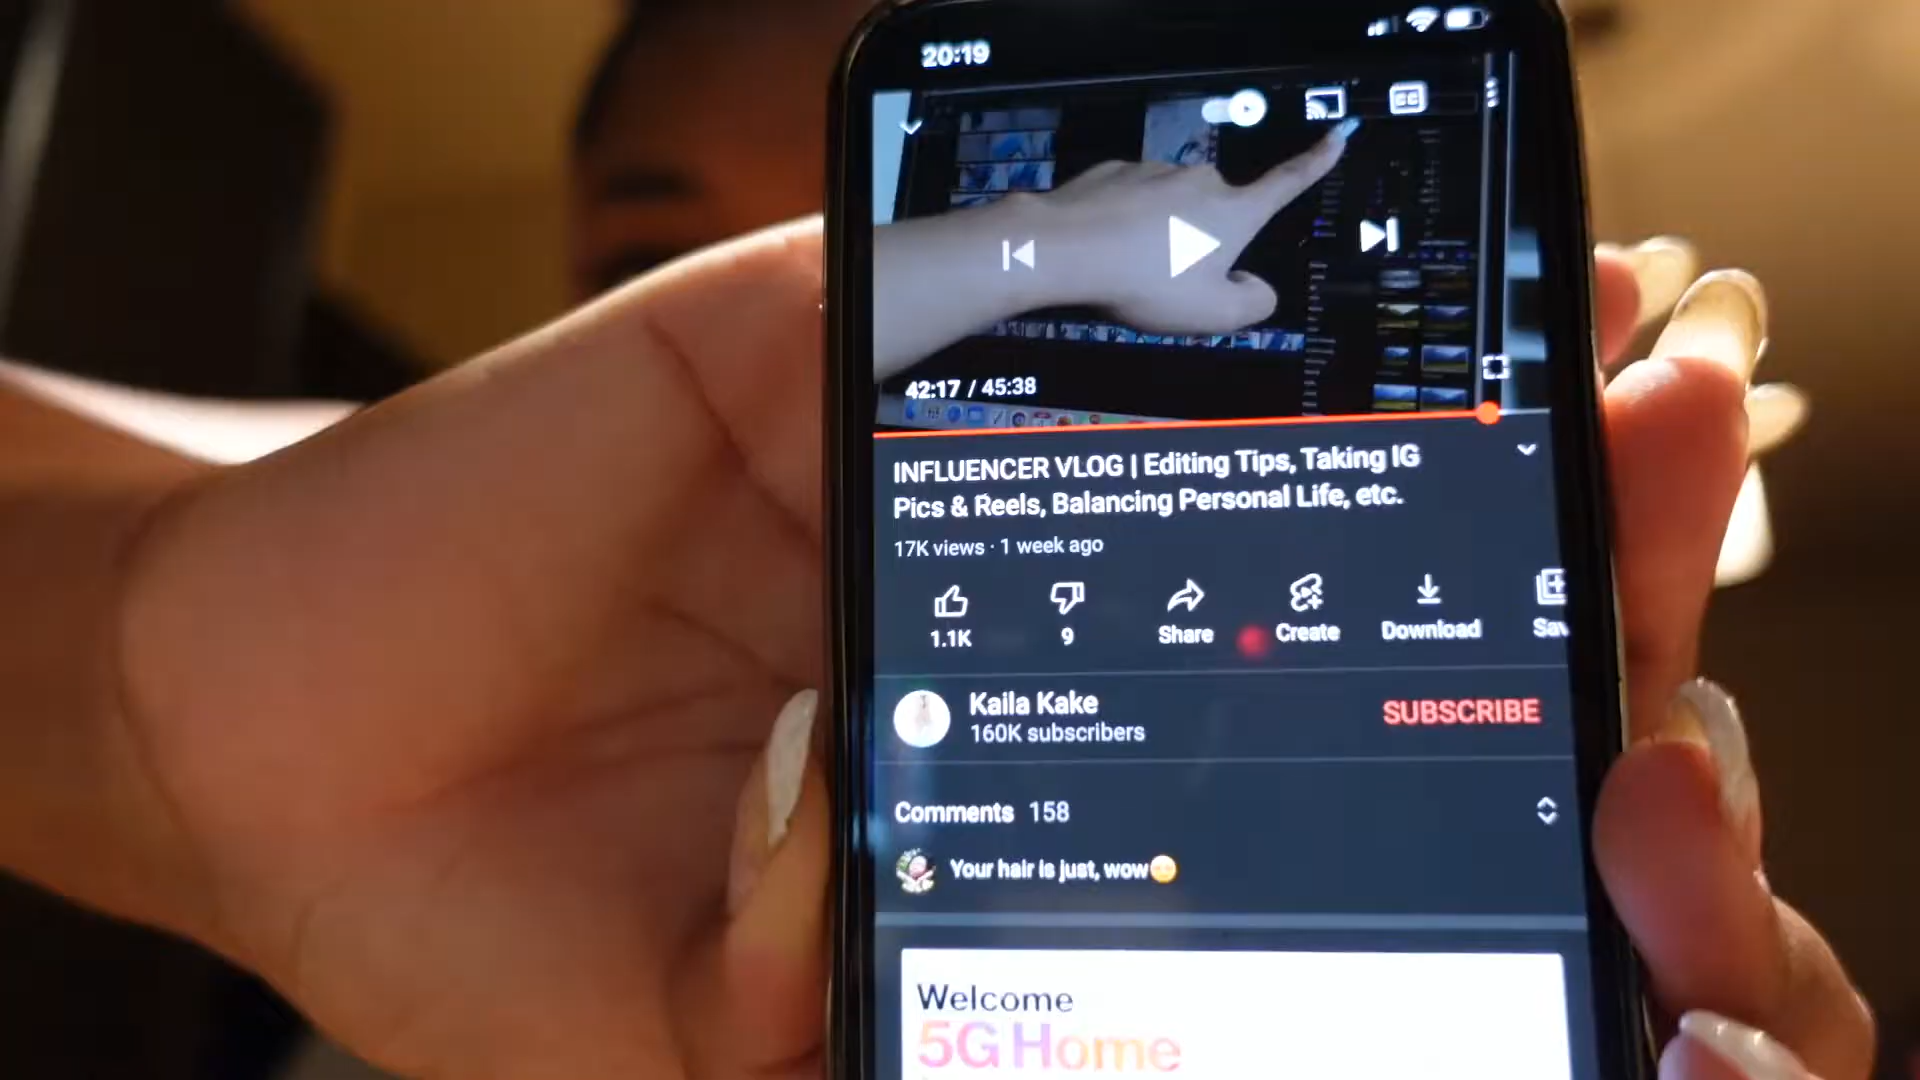 20:19
CC
42:17 / 45:38
INFLUENCER VLOG | Editing Tips, Taking IG
Pics & Reels, Balancing Personal Life, etc.
17K views · 1 week ago
1.1K 9 Share Create Download Sav
Kaila Kake
160K subscribers
SUBSCRIBE
Comments 158
Your hair is just, wow😍
Welcome
5G Home